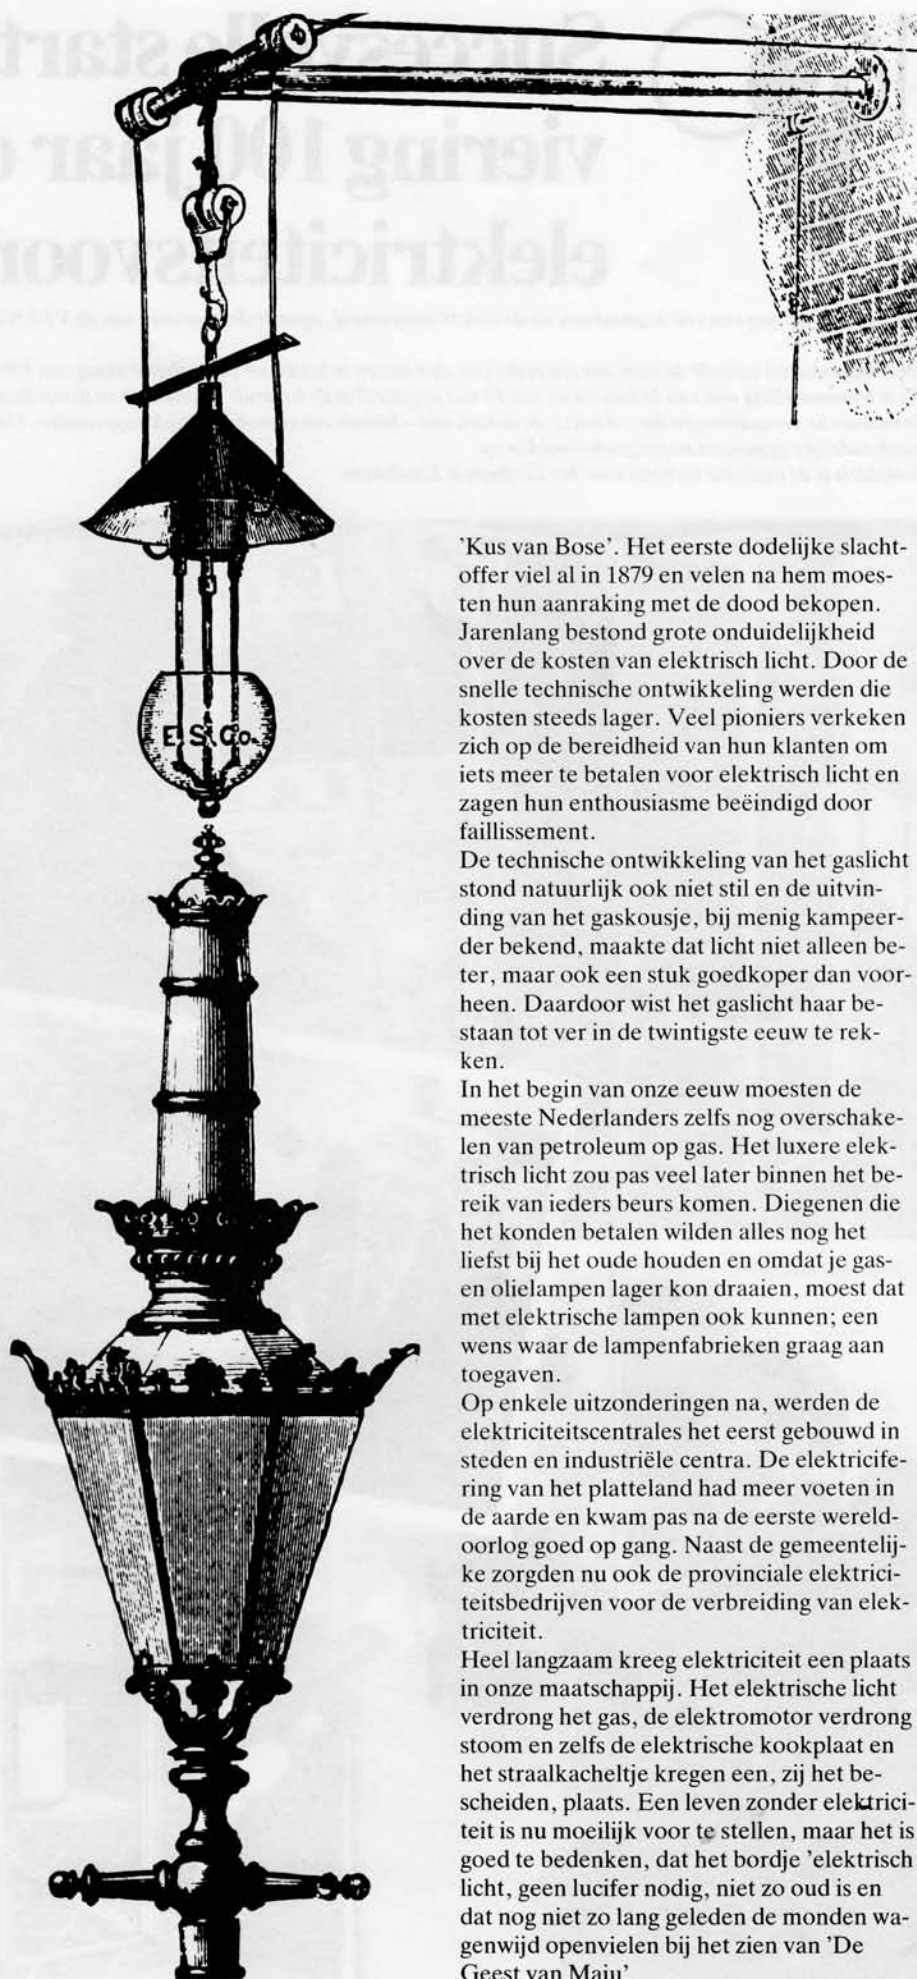 E.S.Co.
'Kus van Bose'. Het eerste dodelijke slacht-
offer viel al in 1879 en velen na hem moes-
ten hun aanraking met de dood bekopen.
Jarenlang bestond grote onduidelijkheid
over de kosten van elektrisch licht. Door de
snelle technische ontwikkeling werden die
kosten steeds lager. Veel pioniers verkeken
zich op de bereidheid van hun klanten om
iets meer te betalen voor elektrisch licht en
zagen hun enthousiasme beëindigd door
faillissement.
De technische ontwikkeling van het gaslicht
stond natuurlijk ook niet stil en de uitvin-
ding van het gaskousje, bij menig kampeer-
der bekend, maakte dat licht niet alleen be-
ter, maar ook een stuk goedkoper dan voor-
heen. Daardoor wist het gaslicht haar be-
staan tot ver in de twintigste eeuw te rek-
ken.
In het begin van onze eeuw moesten de
meeste Nederlanders zelfs nog overschake-
len van petroleum op gas. Het luxere elek-
trisch licht zou pas veel later binnen het be-
reik van ieders beurs komen. Diegenen die
het konden betalen wilden alles nog het
liefst bij het oude houden en omdat je gas-
en olielampen lager kon draaien, moest dat
met elektrische lampen ook kunnen; een
wens waar de lampenfabrieken graag aan
toegaven.
Op enkele uitzonderingen na, werden de
elektriciteitscentrales het eerst gebouwd in
steden en industriële centra. De elektricife-
ring van het platteland had meer voeten in
de aarde en kwam pas na de eerste wereld-
oorlog goed op gang. Naast de gemeentelij-
ke zorgden nu ook de provinciale elektrici-
teitsbedrijven voor de verbreiding van elek-
triciteit.
Heel langzaam kreeg elektriciteit een plaats
in onze maatschappij. Het elektrische licht
verdrong het gas, de elektromotor verdrong
stoom en zelfs de elektrische kookplaat en
het straalkacheltje kregen een, zij het be-
scheiden, plaats. Een leven zonder elektrici-
teit is nu moeilijk voor te stellen, maar het is
goed te bedenken, dat het bordje 'elektrisch
licht, geen lucifer nodig, niet zo oud is en
dat nog niet zo lang geleden de monden wa-
genwijd openvielen bij het zien van 'De
Geest van Maju'.